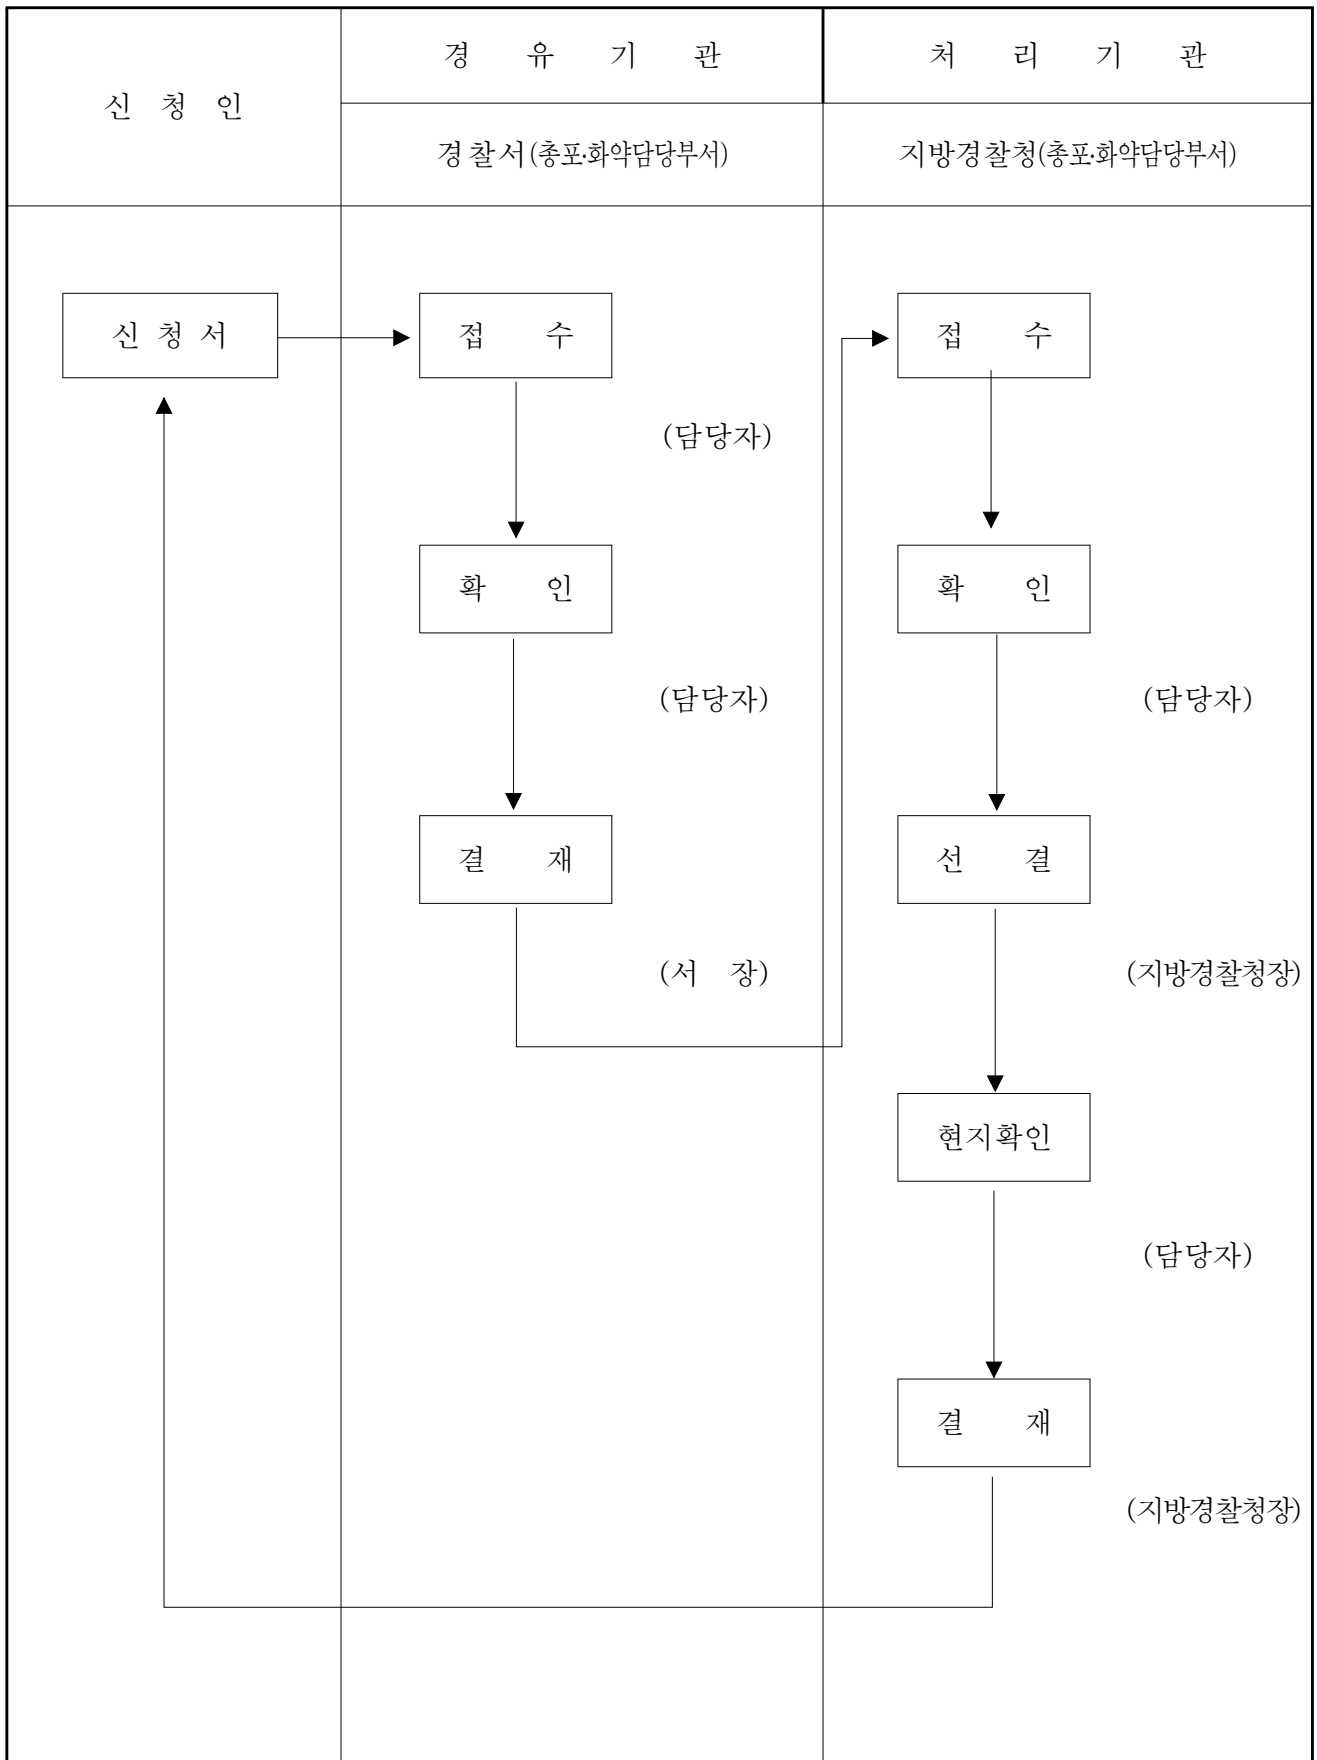 신 청 인
경 유 기 관
처 리 기 관
경찰서(총포·화약담당부서)
지방경찰청(총포·화약담당부서)
신 청 서
접 수
접 수
(담당자)
확 인
확 인
(담당자)
(담당자)
결 재
선 결
(서 장)
(지방경찰청장)
현지확인
(담당자)
결 재
(지방경찰청장)